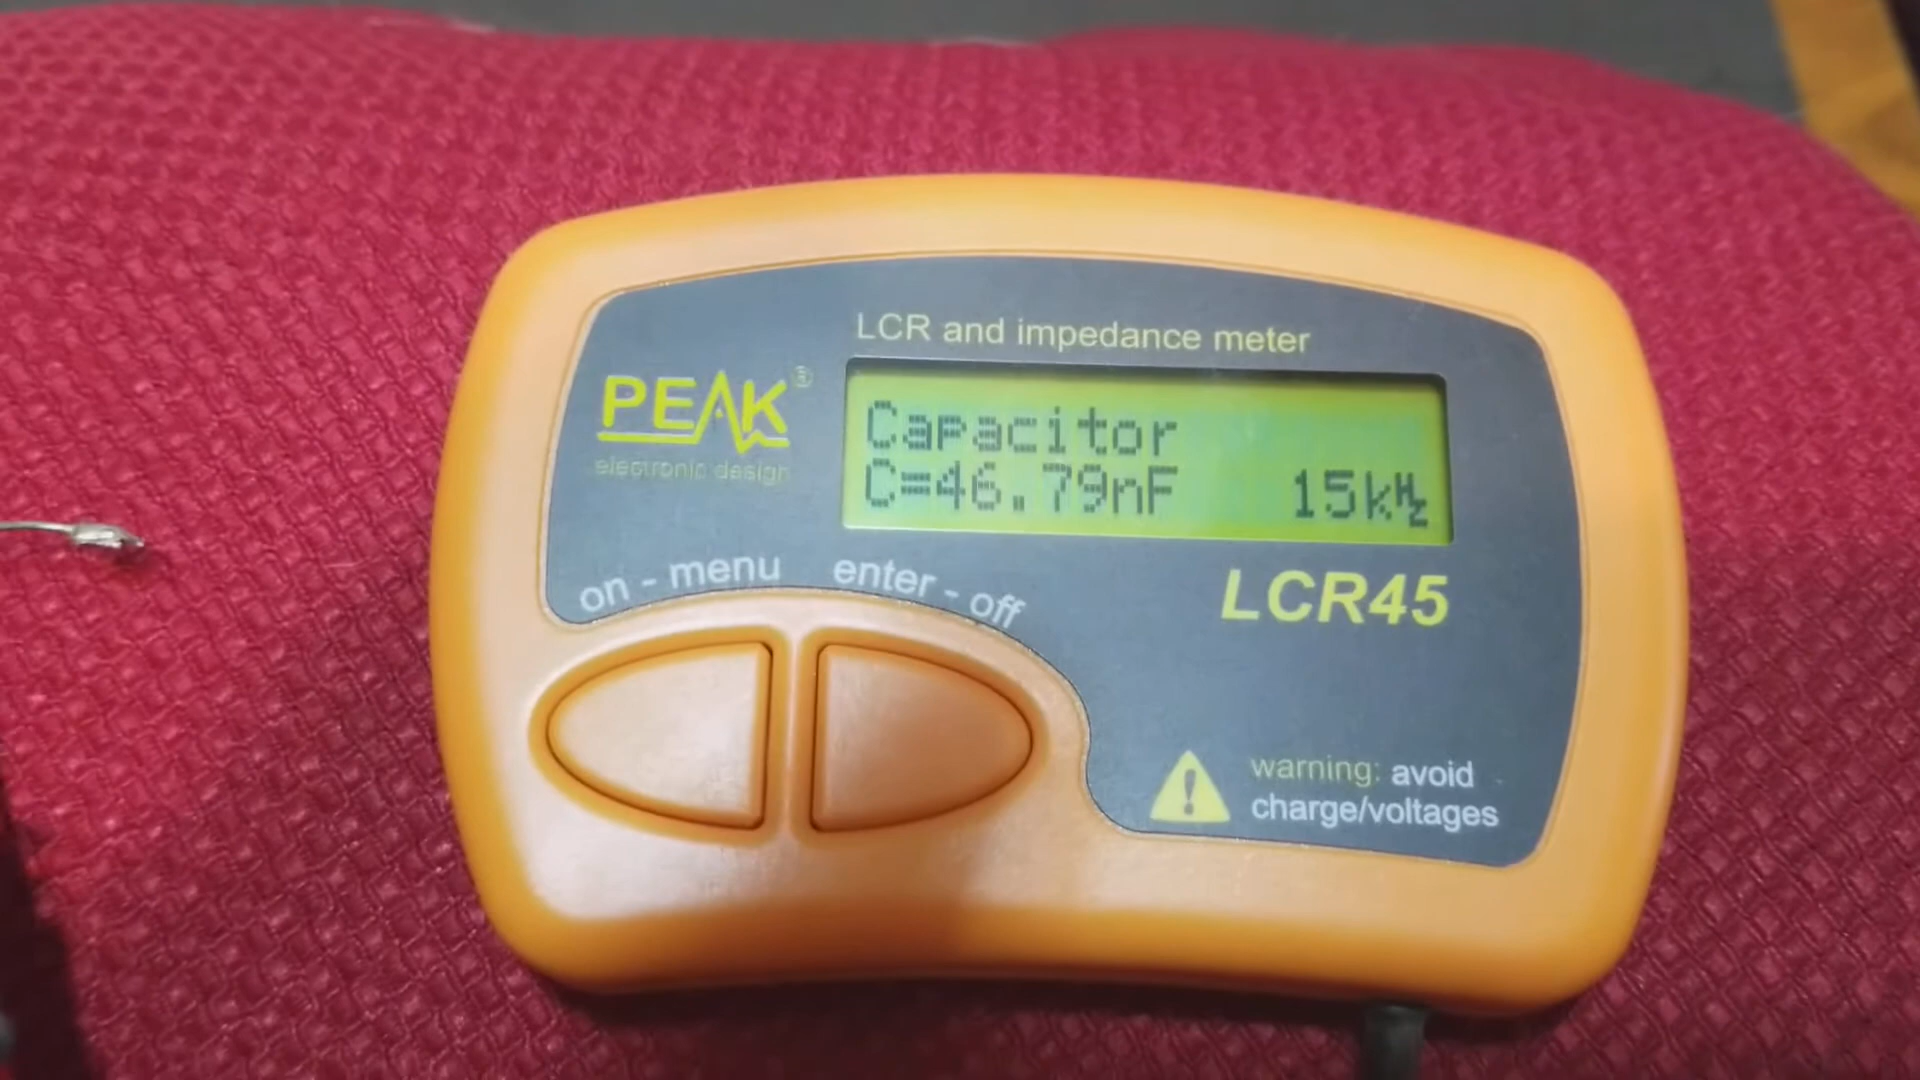 LCR and impedance meter
PEAK®
electronic design
Capacitor
C=46.79nF 15kHz
on - menu enter - off
LCR45
warning: avoid
charge/voltages